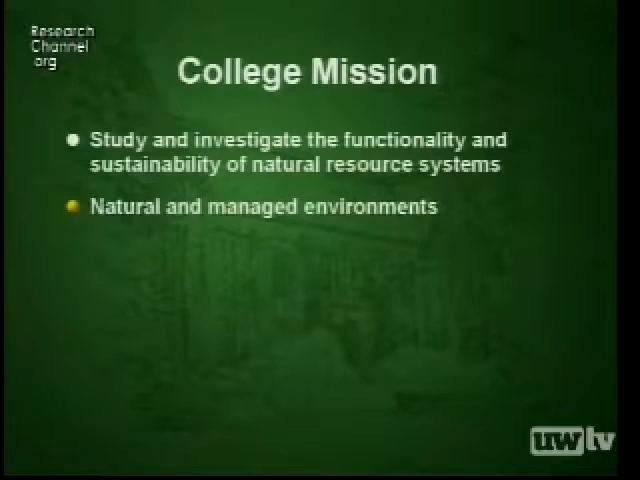 Research
Channel
org
College Mission
Study and investigate the functionality and
sustainability of natural resource systems
Natural and managed environments
uwtv